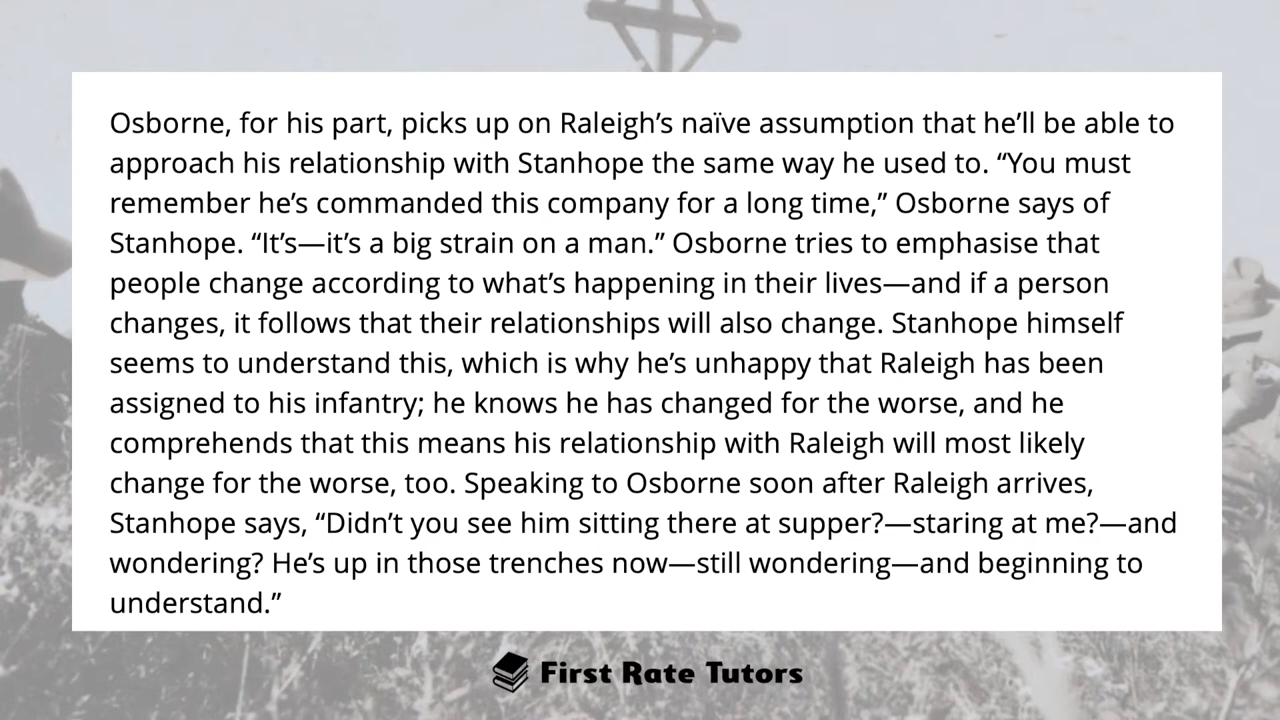 Osborne, for his part, picks up on Raleigh’s naïve assumption that he’ll be able to
approach his relationship with Stanhope the same way he used to. “You must
remember he’s commanded this company for a long time,” Osborne says of
Stanhope. “It’s—it’s a big strain on a man.” Osborne tries to emphasise that
people change according to what’s happening in their lives—and if a person
changes, it follows that their relationships will also change. Stanhope himself
seems to understand this, which is why he’s unhappy that Raleigh has been
assigned to his infantry; he knows he has changed for the worse, and he
comprehends that this means his relationship with Raleigh will most likely
change for the worse, too. Speaking to Osborne soon after Raleigh arrives,
Stanhope says, “Didn’t you see him sitting there at supper?—staring at me?—and
wondering? He’s up in those trenches now—still wondering—and beginning to
understand.”
First Rate Tutors